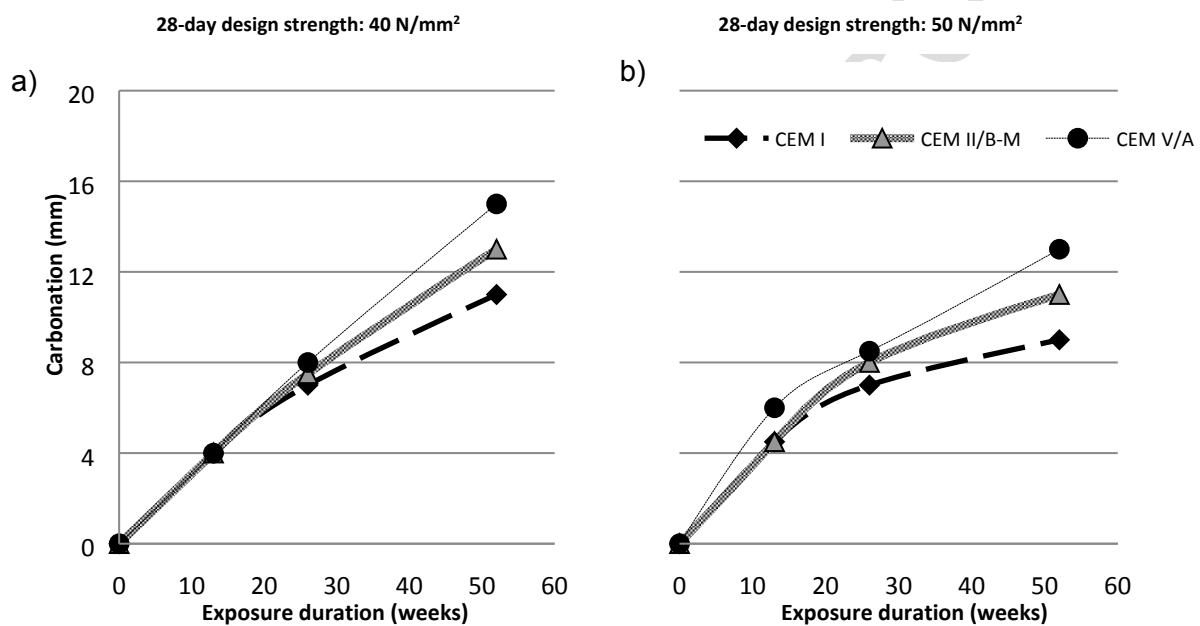 28-day design strength: 40 N/mm²
28-day design strength: 50 N/mm²
a)
20
16
12
8
4
0
Carbonation (mm)
0 10 20 30 40 50 60
Exposure duration (weeks)
b)
CEM I CEM II/B-M CEM V/A
0 10 20 30 40 50 60
Exposure duration (weeks)